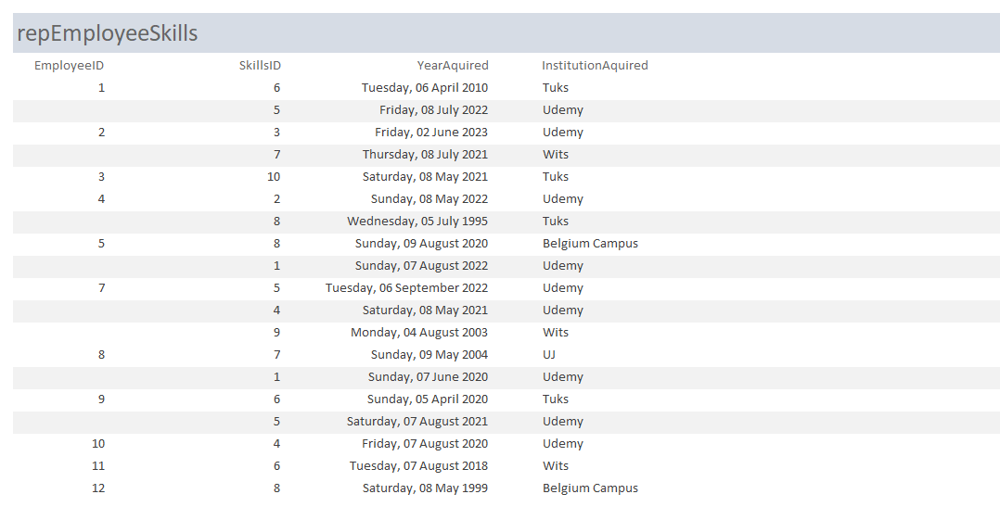 repEmployeeSkills
EmployeeID SkillsID YearAquired InstitutionAquired
1 6 Tuesday, 06 April 2010 Tuks
5 Friday, 08 July 2022 Udemy
2 3 Friday, 02 June 2023 Udemy
7 Thursday, 08 July 2021 Wits
3 10 Saturday, 08 May 2021 Tuks
4 2 Sunday, 08 May 2022 Udemy
8 Wednesday, 05 July 1995 Tuks
5 8 Sunday, 09 August 2020 Belgium Campus
1 Sunday, 07 August 2022 Udemy
7 5 Tuesday, 06 September 2022 Udemy
4 Saturday, 08 May 2021 Udemy
9 Monday, 04 August 2003 Wits
8 7 Sunday, 09 May 2004 UJ
1 Sunday, 07 June 2020 Udemy
9 6 Sunday, 05 April 2020 Tuks
5 Saturday, 07 August 2021 Udemy
10 4 Friday, 07 August 2020 Udemy
11 6 Tuesday, 07 August 2018 Wits
12 8 Saturday, 08 May 1999 Belgium Campus